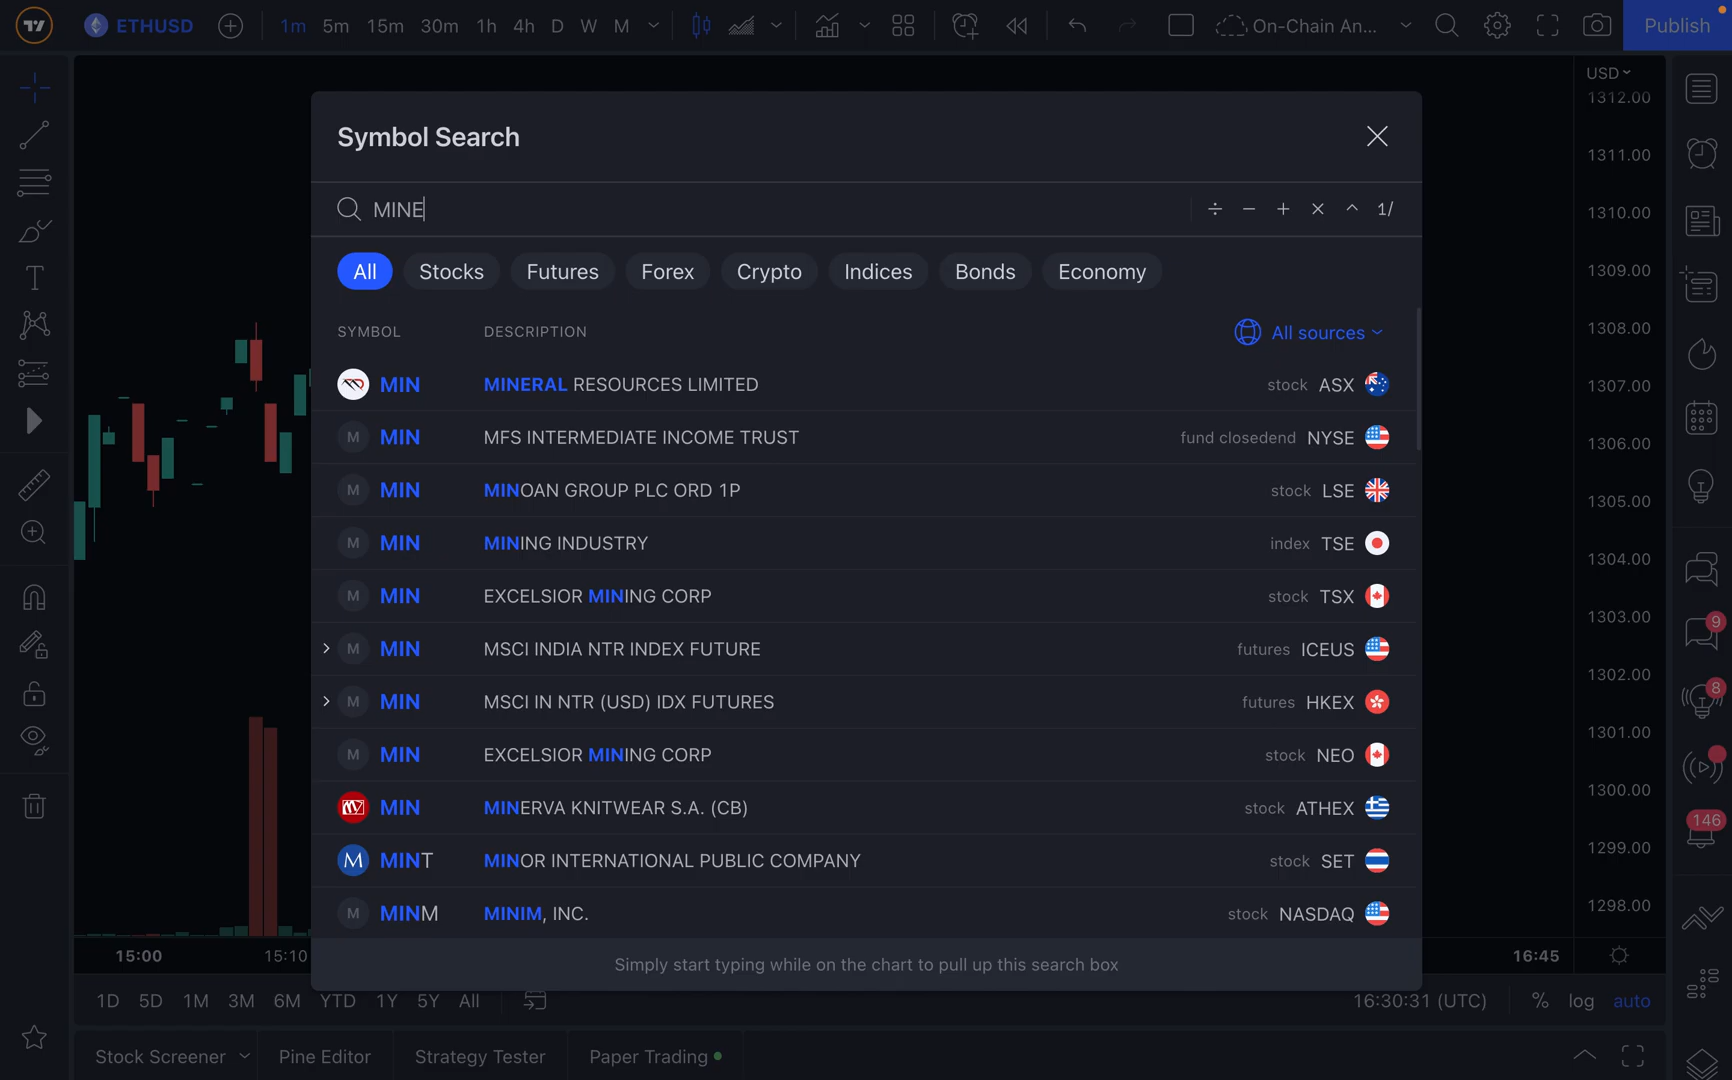 ETHUSD 1m 5m 15m 30m 1h 4h D W M On-Chain An... Publish
USD
1312.00
1311.00
1310.00
1309.00
1308.00
1307.00
1306.00
1305.00
1304.00
1303.00
1302.00
1301.00
1300.00
1299.00
1298.00
Symbol Search
MINE ÷ − + × ^ 1/
All Stocks Futures Forex Crypto Indices Bonds Economy
SYMBOL DESCRIPTION All sources
MIN MINERAL RESOURCES LIMITED stock ASX
M MIN MFS INTERMEDIATE INCOME TRUST fund closedend NYSE
M MIN MINOAN GROUP PLC ORD 1P stock LSE
M MIN MINING INDUSTRY index TSE
M MIN EXCELSIOR MINING CORP stock TSX
M MIN MSCI INDIA NTR INDEX FUTURE futures ICEUS
M MIN MSCI IN NTR (USD) IDX FUTURES futures HKEX
M MIN EXCELSIOR MINING CORP stock NEO
MIN MINERVA KNITWEAR S.A. (CB) stock ATHEX
M MINT MINOR INTERNATIONAL PUBLIC COMPANY stock SET
M MINM MINIM, INC. stock NASDAQ
Simply start typing while on the chart to pull up this search box
9
8
146
15:00 15:10 16:45
1D 5D 1M 3M 6M YTD 1Y 5Y All 16:30:31 (UTC) % log auto
Stock Screener Pine Editor Strategy Tester Paper Trading